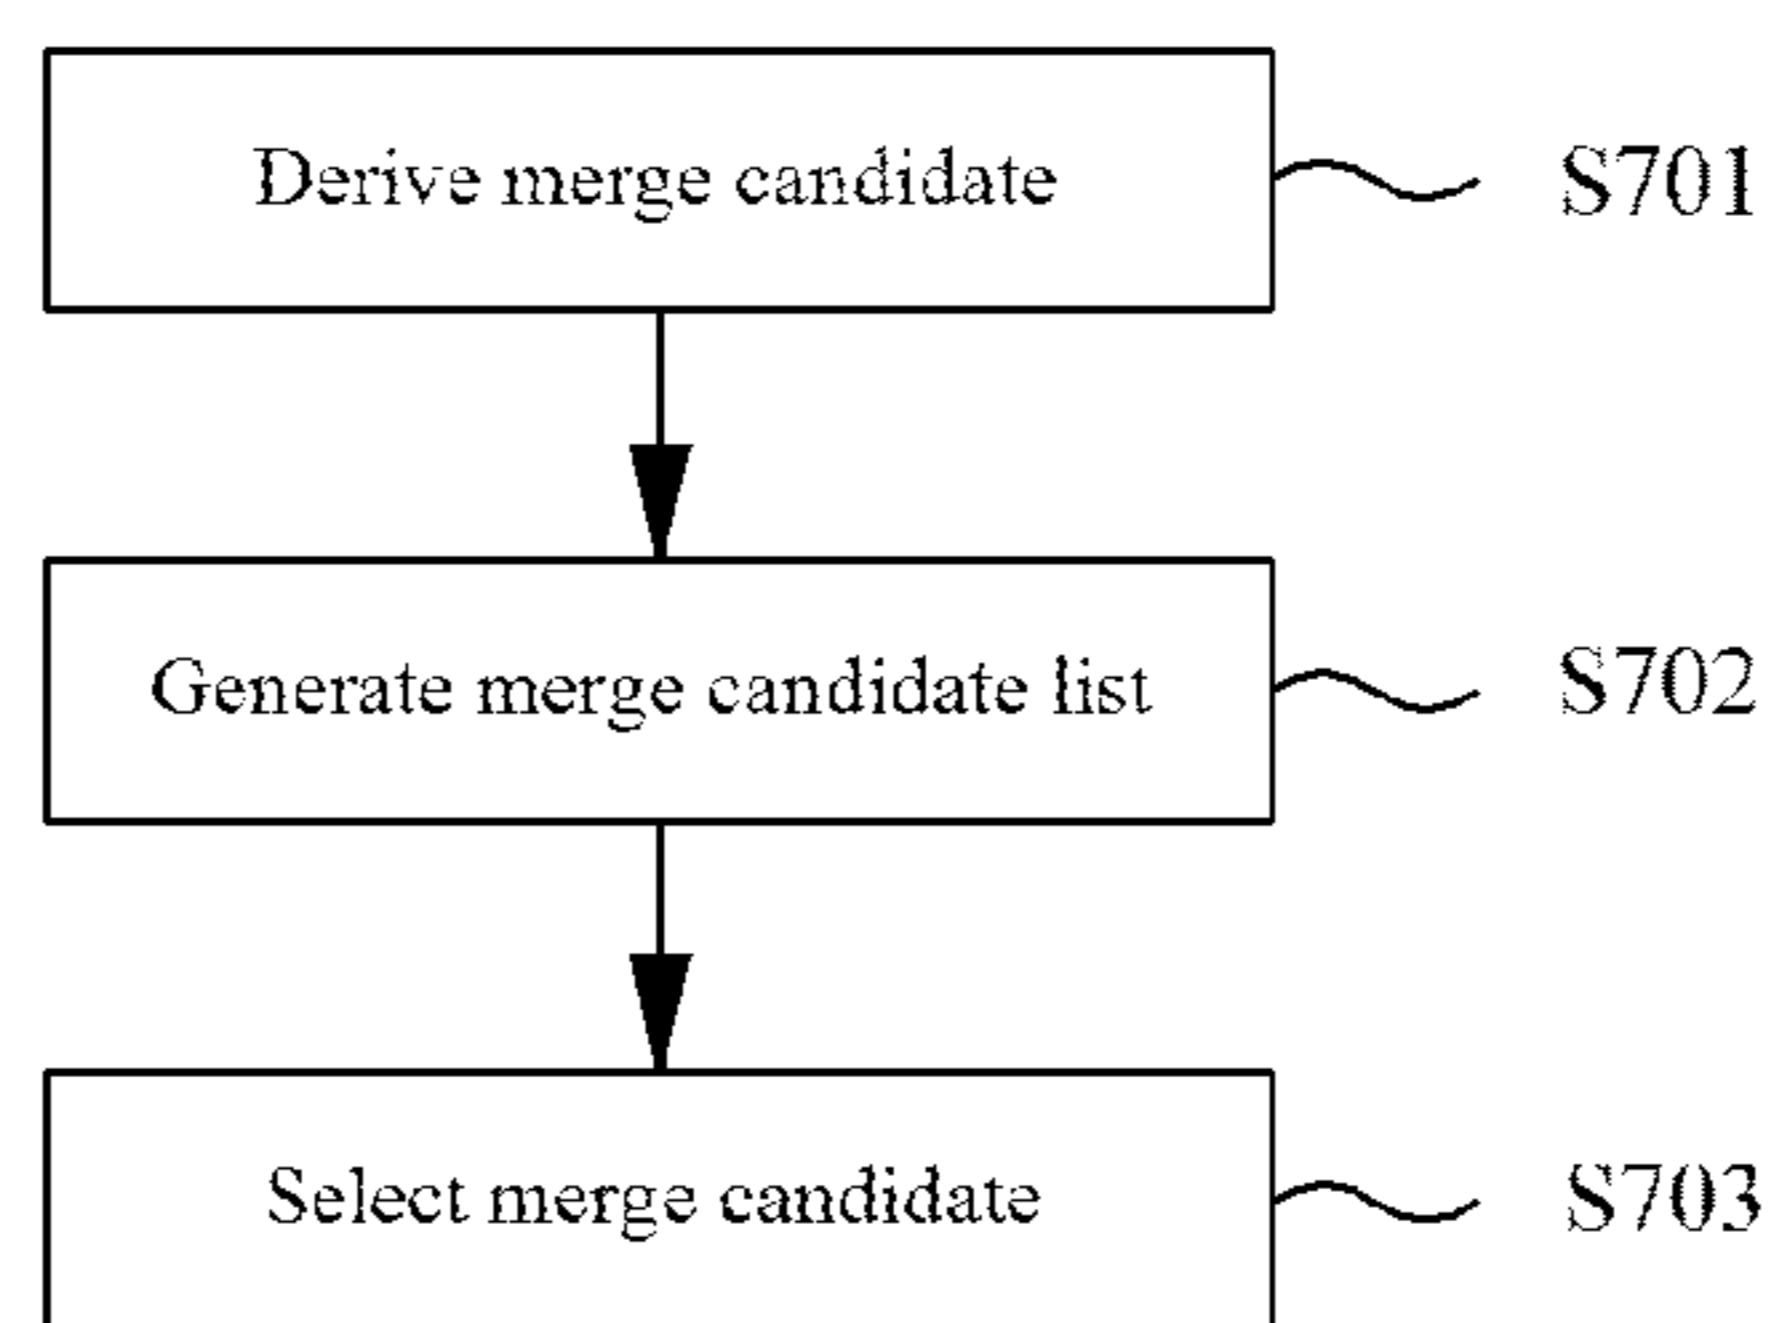 Derive merge candidate S701
Generate merge candidate list S702
Select merge candidate S703